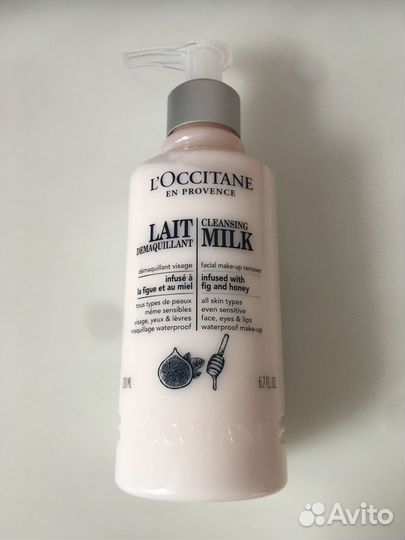 L'OCCITANE
EN PROVENCE
LAIT
DÉMAQUILLANT
démaquillant visage
infusé à
la figue et au miel
tous types de peaux
même sensibles
visage, yeux & lèvres
maquillage waterproof
CLEANSING
MILK
facial make-up remover
infused with
fig and honey
all skin types
even sensitive
face, eyes & lips
waterproof make-up
6.7 FL.OZ.
L'OCCITANE
Avito